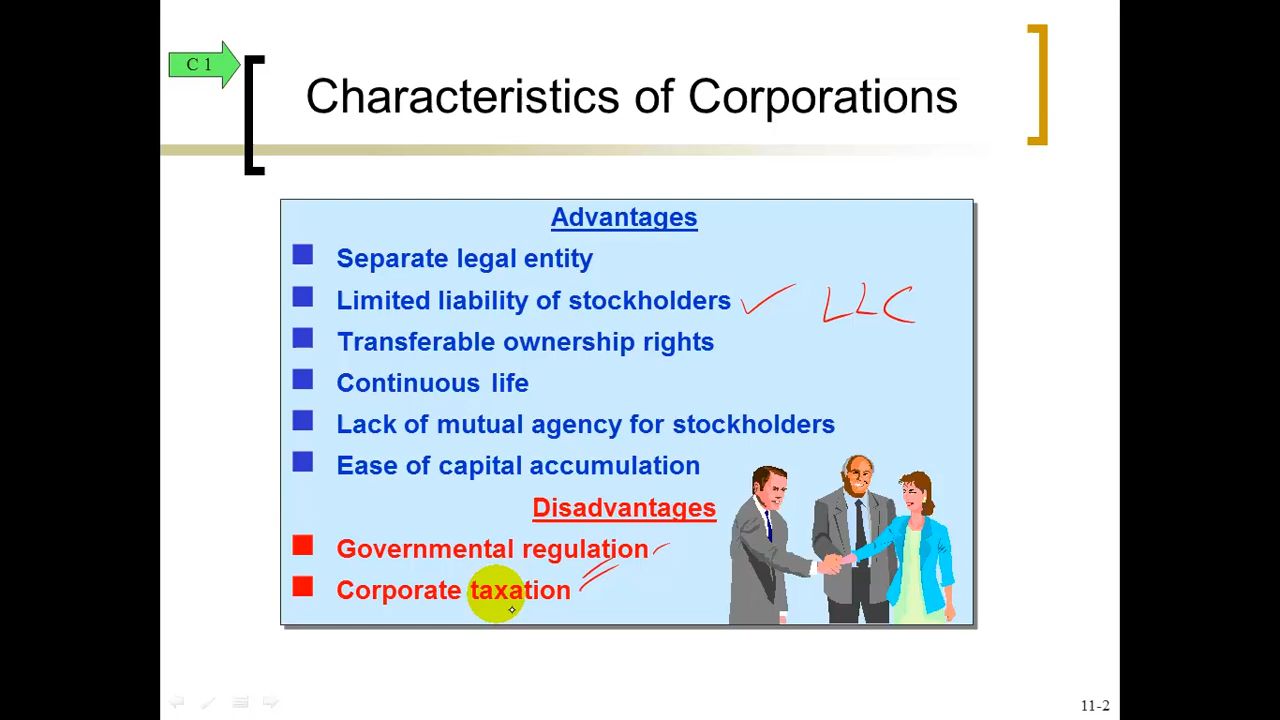 C 1
Characteristics of Corporations
Advantages
Separate legal entity
Limited liability of stockholders LLC
Transferable ownership rights
Continuous life
Lack of mutual agency for stockholders
Ease of capital accumulation
Disadvantages
Governmental regulation
Corporate taxation
11-2